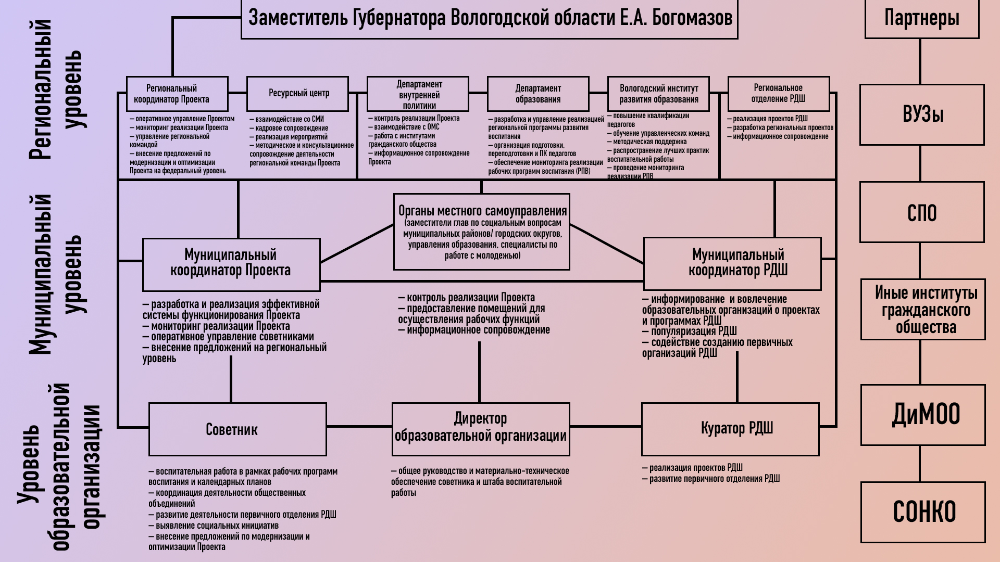 Региональный
уровень
Заместитель Губернатора Вологодской области Е.А. Богомазов
Региональный
координатор Проекта
– оперативное управление Проектом
– мониторинг реализации Проекта
– управление региональной
командой
– внесение предложений по
модернизации и оптимизации
Проекта на федеральный уровень
Ресурсный центр
– взаимодействие со СМИ
– кадровое сопровождение
– реализация мероприятий
– методическое и консультационное
сопровождение деятельности
региональной команды Проекта
Департамент
внутренней
политики
– контроль реализации Проекта
– взаимодействие с ОМС
– работа с институтами
гражданского общества
– информационное сопровождение
Проекта
Департамент
образования
– разработка и управление реализацией
региональной программы развития
воспитания
– организация подготовки,
переподготовки и ПК педагогов
– обеспечение мониторинга реализации
рабочих программ воспитания (РПВ)
Вологодский институт
развития образования
– повышение квалификации
педагогов
– обучение управленческих команд
– методическая поддержка
– распространение лучших практик
воспитательной работы
– проведение мониторинга
реализации РПВ
Региональное
отделение РДШ
– реализация проектов РДШ
– разработка региональных проектов
– информационное сопровождение
Муниципальный
уровень
Муниципальный
координатор Проекта
– разработка и реализация эффективной
системы функционирования Проекта
– мониторинг реализации Проекта
– оперативное управление советниками
– внесение предложений на региональный
уровень
Органы местного самоуправления
(заместители глав по социальным вопросам
муниципальных районов/ городских округов,
управления образования, специалисты по
работе с молодежью)
– контроль реализации Проекта
– предоставление помещений для
осуществления рабочих функций
– информационное сопровождение
Муниципальный
координатор РДШ
– информирование и вовлечение
образовательных организаций о проектах
и программах РДШ
– популяризация РДШ
– содействие созданию первичных
организаций РДШ
Уровень
образовательной
организации
Советник
– воспитательная работа в рамках рабочих программ
воспитания и календарных планов
– координация деятельности общественных
объединений
– развитие деятельности первичного отделения РДШ
– выявление социальных инициатив
– внесение предложений по модернизации и
оптимизации Проекта
Директор
образовательной организации
– общее руководство и материально-техническое
обеспечение советника и штаба воспитательной
работы
Куратор РДШ
– реализация проектов РДШ
– развитие первичного отделения РДШ
Партнеры
ВУЗы
СПО
Иные институты
гражданского
общества
ДиМОО
СОНКО